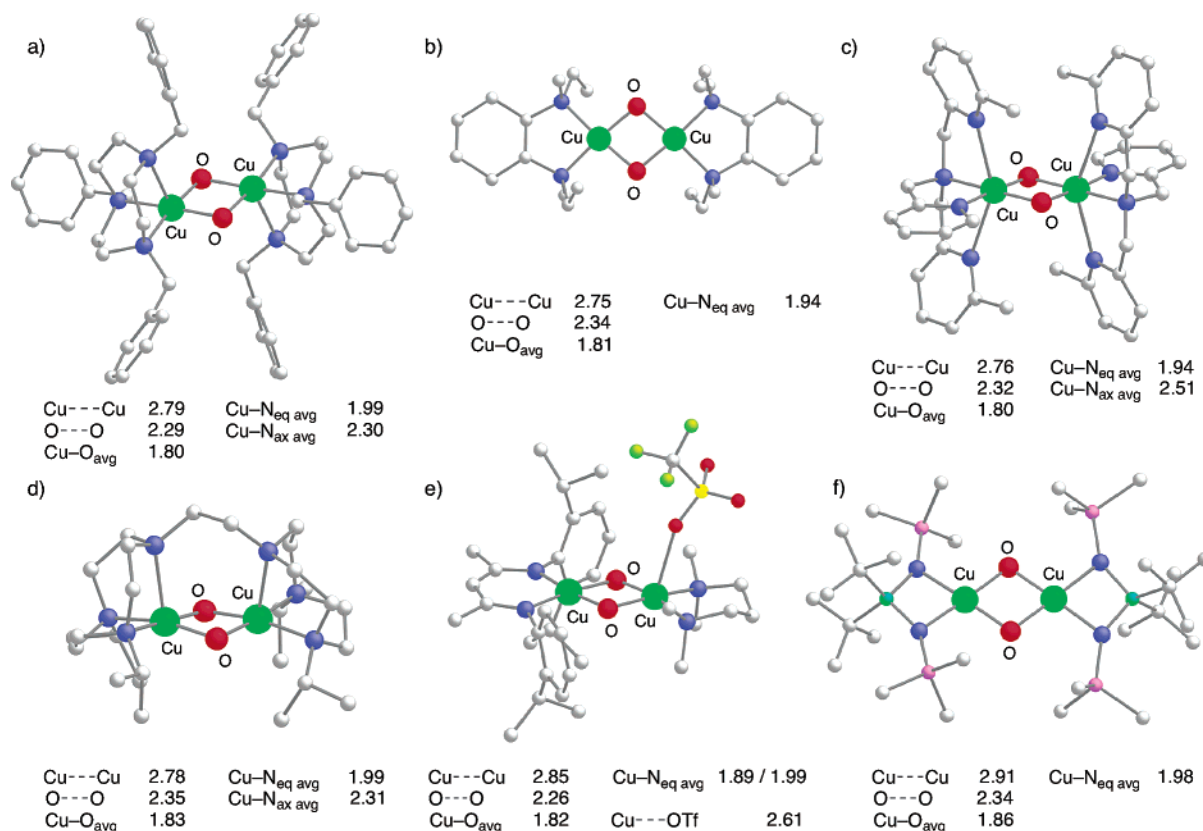 a)
O
Cu
Cu
O
Cu---Cu 2.79 Cu–Neq avg 1.99
O---O 2.29 Cu–Nax avg 2.30
Cu–Oavg 1.80
b)
O
Cu Cu
O
Cu---Cu 2.75 Cu–Neq avg 1.94
O---O 2.34
Cu–Oavg 1.81
c)
Cu
O
O
Cu
Cu---Cu 2.76 Cu–Neq avg 1.94
O---O 2.32 Cu–Nax avg 2.51
Cu–Oavg 1.80
d)
Cu
O
Cu
O
Cu---Cu 2.78 Cu–Neq avg 1.99
O---O 2.35 Cu–Nax avg 2.31
Cu–Oavg 1.83
e)
O
Cu Cu
O
Cu---Cu 2.85 Cu–Neq avg 1.89 / 1.99
O---O 2.26
Cu–Oavg 1.82 Cu---OTf 2.61
f)
O
Cu Cu
O
Cu---Cu 2.91 Cu–Neq avg 1.98
O---O 2.34
Cu–Oavg 1.86